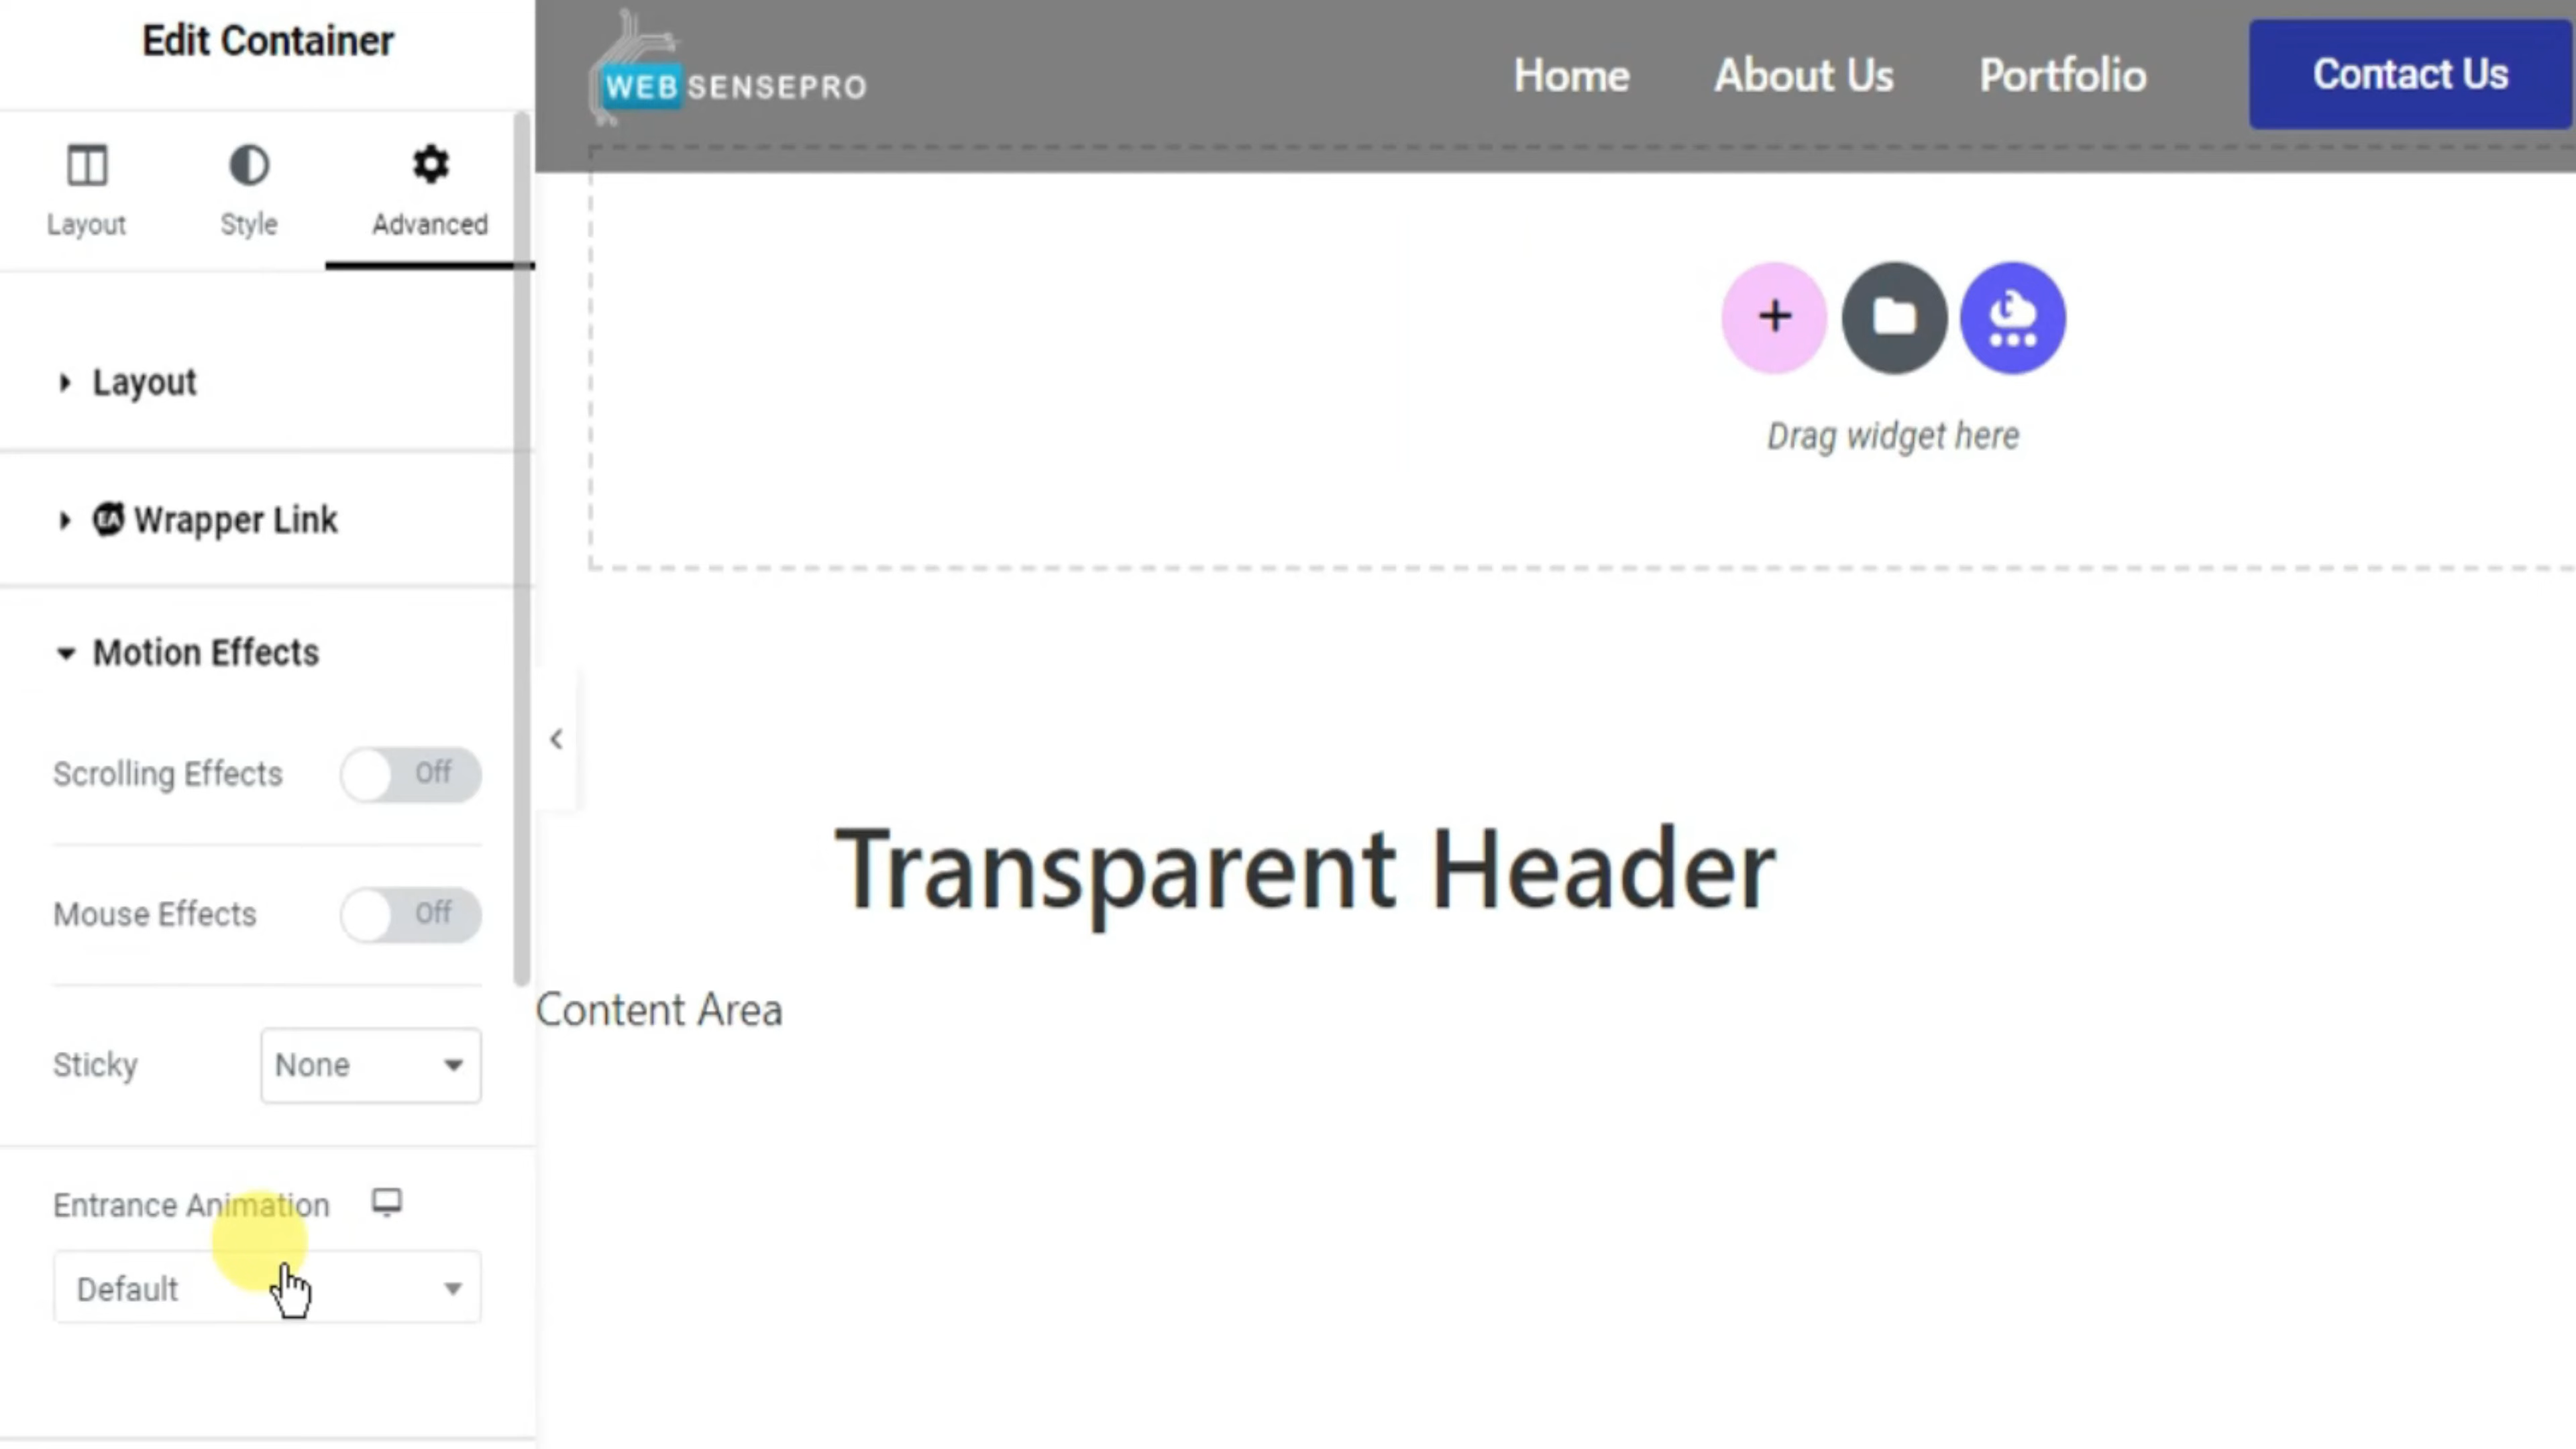 Edit Container
Layout
Style
Advanced
Layout
EA Wrapper Link
Motion Effects
Scrolling Effects Off
Mouse Effects Off
Sticky None
Entrance Animation
Default
WEB SENSEPRO
Home About Us Portfolio Contact Us
Drag widget here
Transparent Header
Content Area